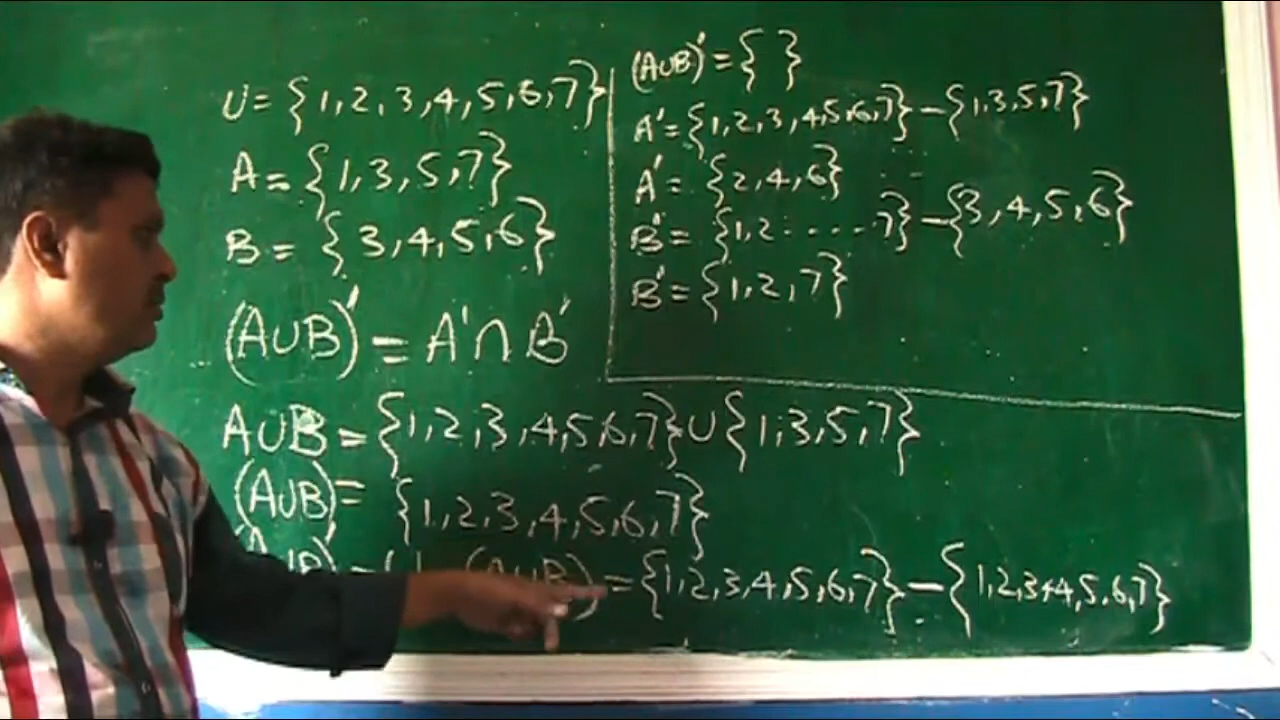 U = {1,2,3,4,5,6,7}
A = {1,3,5,7}
B = {3,4,5,6}
(A∪B)' = A'∩B'
(A∪B)' = { }
A' = {1,2,3,4,5,6,7} - {1,3,5,7}
A' = {2,4,6}
B' = {1,2.....7} - {3,4,5,6}
B' = {1,2,7}
A∪B = {1,2,3,4,5,6,7} ∪ {1,3,5,7}
(A∪B) = {1,2,3,4,5,6,7}
(A∪B)' = U (A∪B) = {1,2,3,4,5,6,7} - {1,2,3,4,5,6,7}